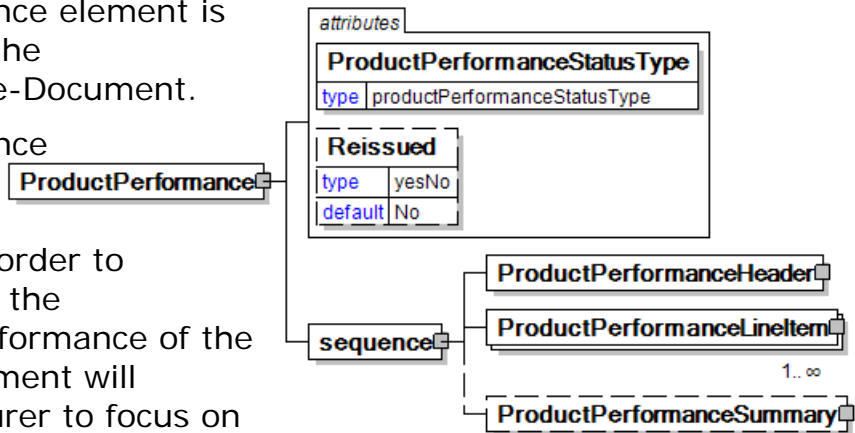 nce element is
he
e-Document.
nce
order to
the
formance of the
ment will
urer to focus on
ProductPerformance
attributes
ProductPerformanceStatusType
type productPerformanceStatusType
Reissued
type yesNo
default No
sequence
ProductPerformanceHeader
ProductPerformanceLineItem
1.. ∞
ProductPerformanceSummary